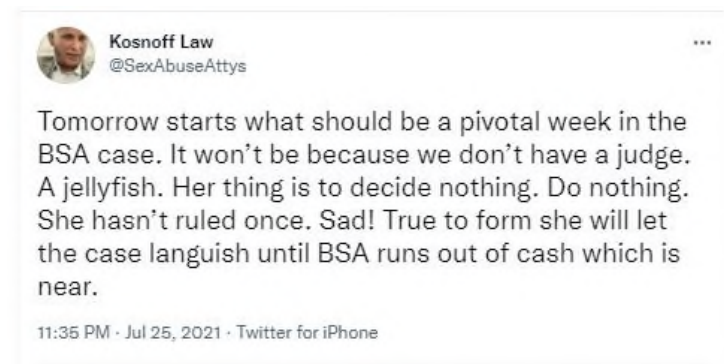 Kosnoff Law
@SexAbuseAttys
Tomorrow starts what should be a pivotal week in the
BSA case. It won't be because we don't have a judge.
A jellyfish. Her thing is to decide nothing. Do nothing.
She hasn't ruled once. Sad! True to form she will let
the case languish until BSA runs out of cash which is
near.
11:35 PM · Jul 25, 2021 · Twitter for iPhone